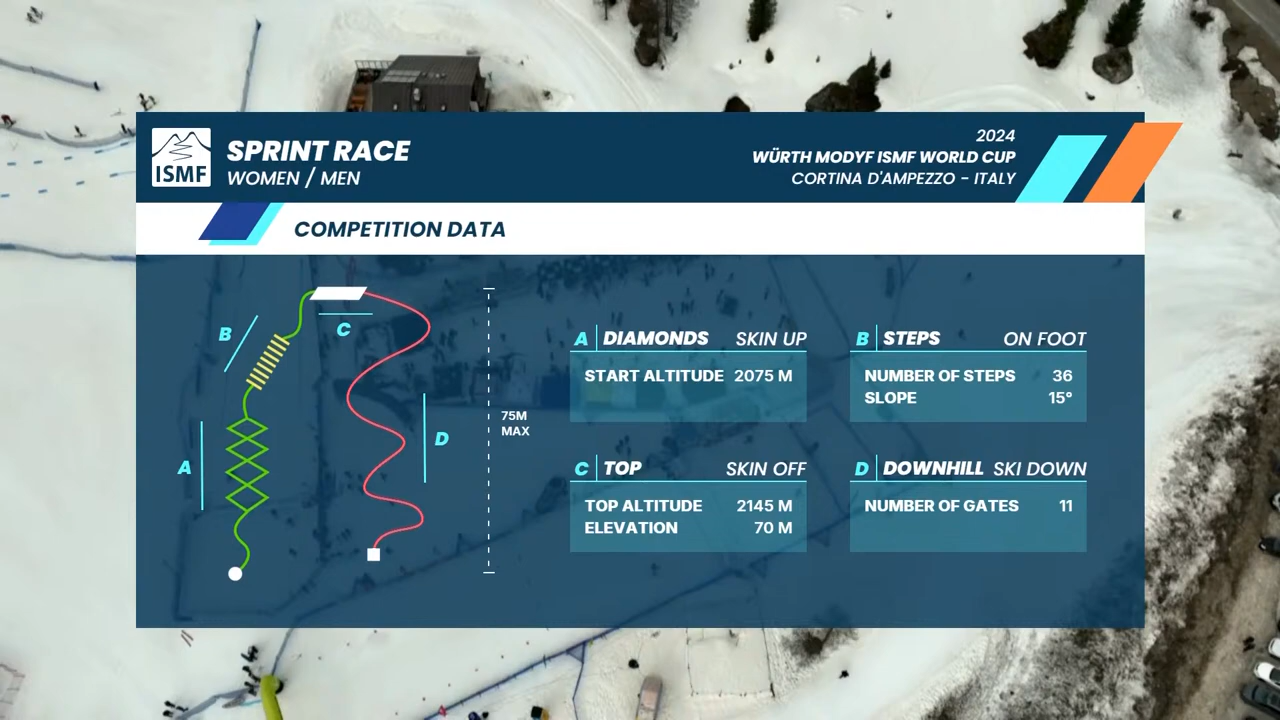 ISMF
SPRINT RACE
WOMEN / MEN
2024
WÜRTH MODYF ISMF WORLD CUP
CORTINA D'AMPEZZO - ITALY
COMPETITION DATA
B
C
A
D
75M
MAX
A DIAMONDS SKIN UP
START ALTITUDE 2075 M
B STEPS ON FOOT
NUMBER OF STEPS 36
SLOPE 15°
C TOP SKIN OFF
TOP ALTITUDE 2145 M
ELEVATION 70 M
D DOWNHILL SKI DOWN
NUMBER OF GATES 11